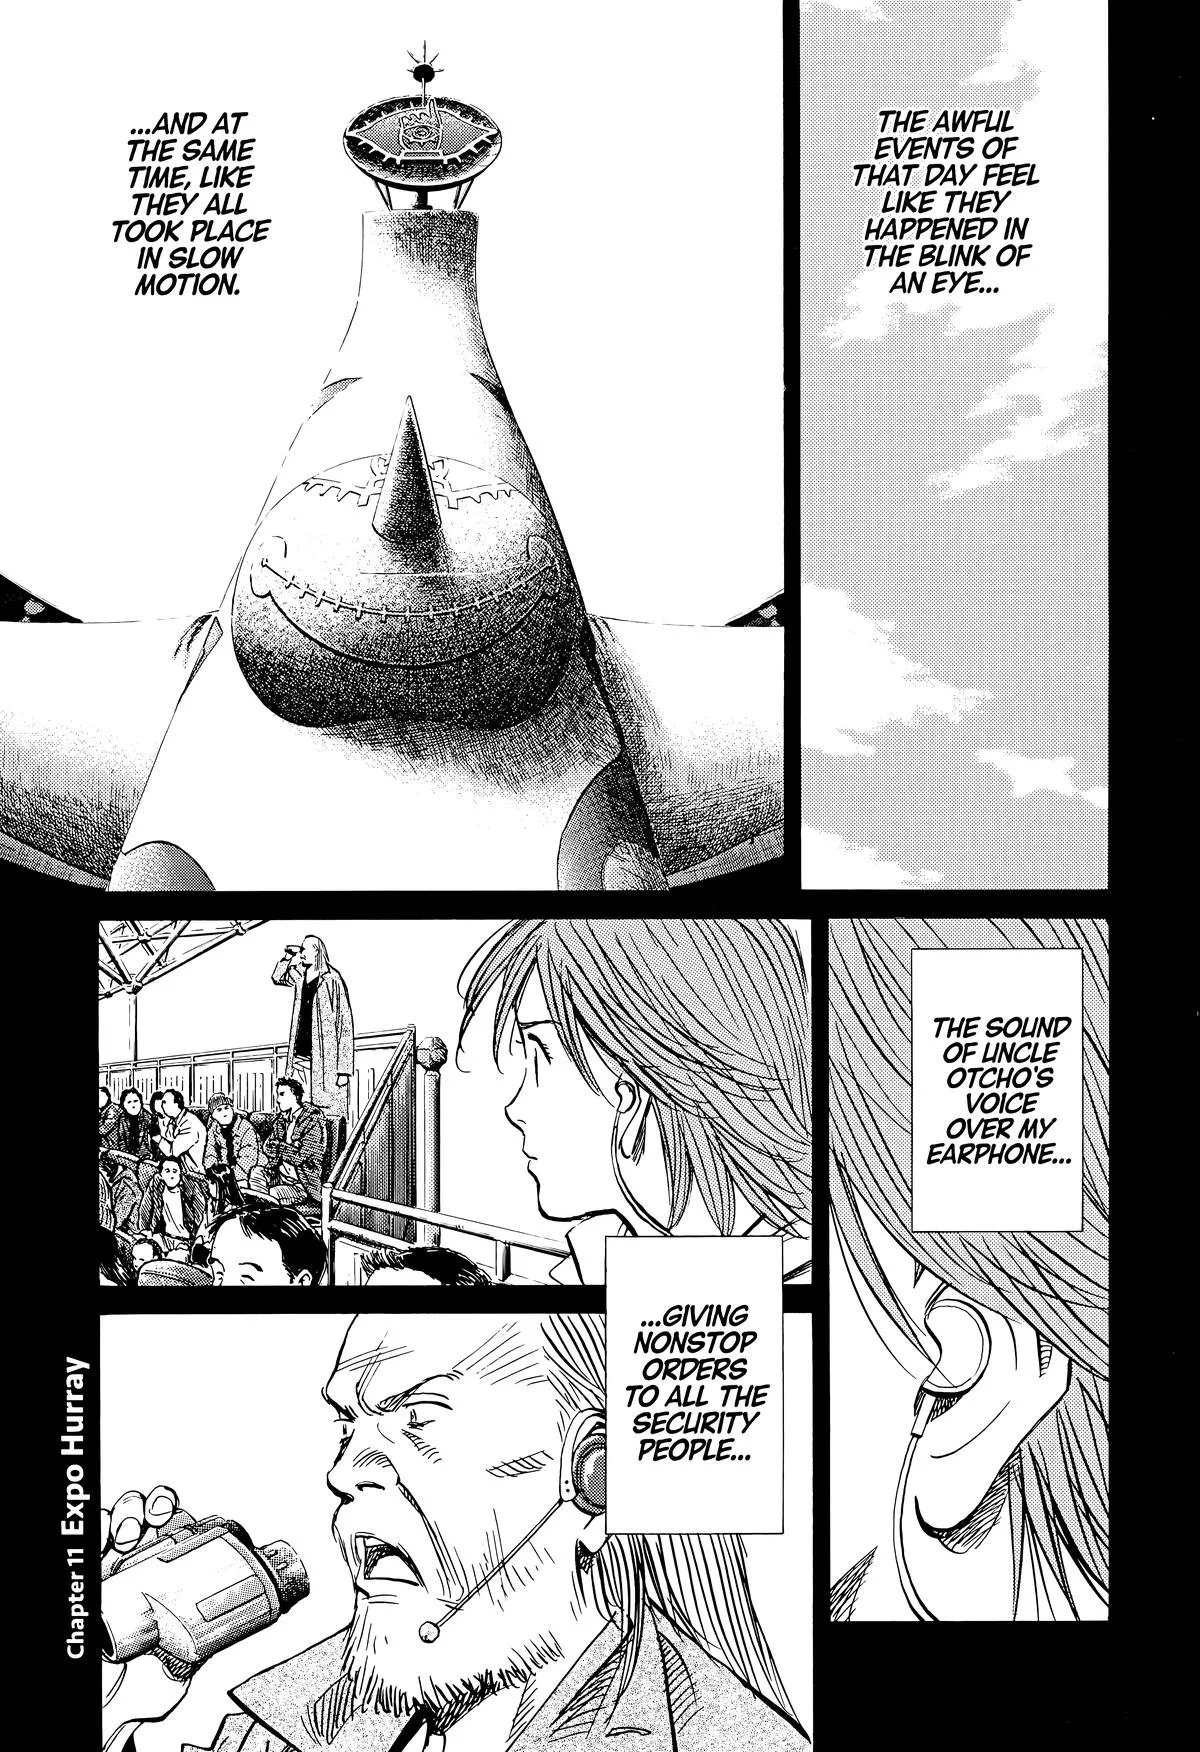 THE AWFUL
EVENTS OF
THAT DAY FEEL
LIKE THEY
HAPPENED IN
THE BLINK OF
AN EYE...
...AND AT
THE SAME
TIME, LIKE
THEY ALL
TOOK PLACE
IN SLOW
MOTION.
THE SOUND
OF UNCLE
OTCHO'S
VOICE
OVER MY
EARPHONE...
...GIVING
NONSTOP
ORDERS
TO ALL THE
SECURITY
PEOPLE...
Chapter 11 Expo Hurray